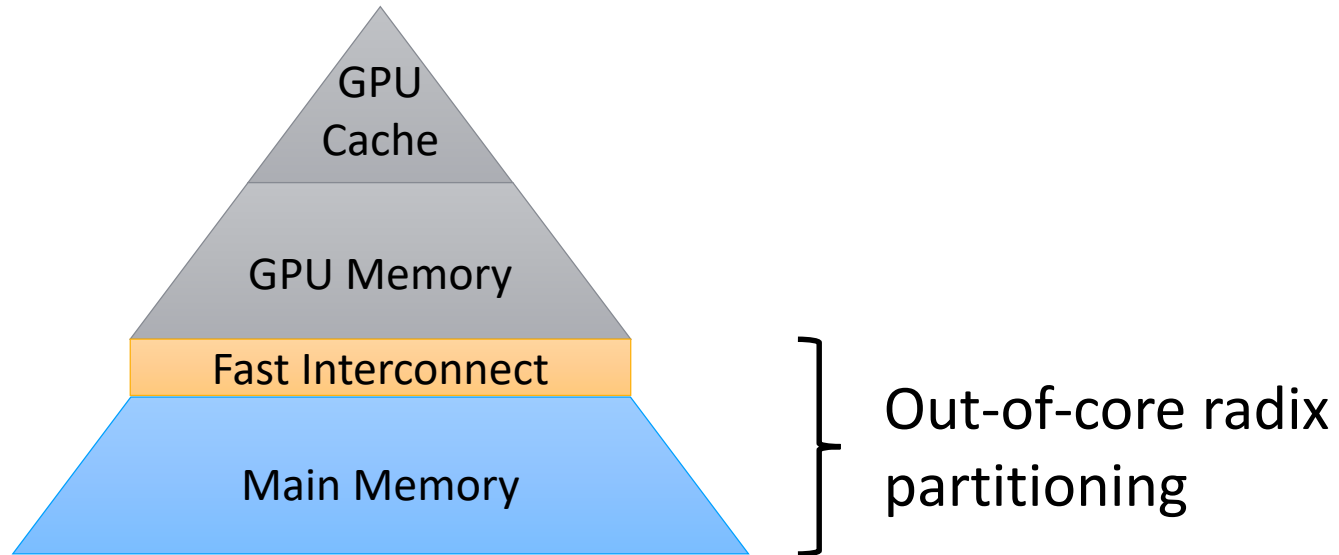 GPU
Cache
GPU Memory
Fast Interconnect
Main Memory
Out-of-core radix
partitioning